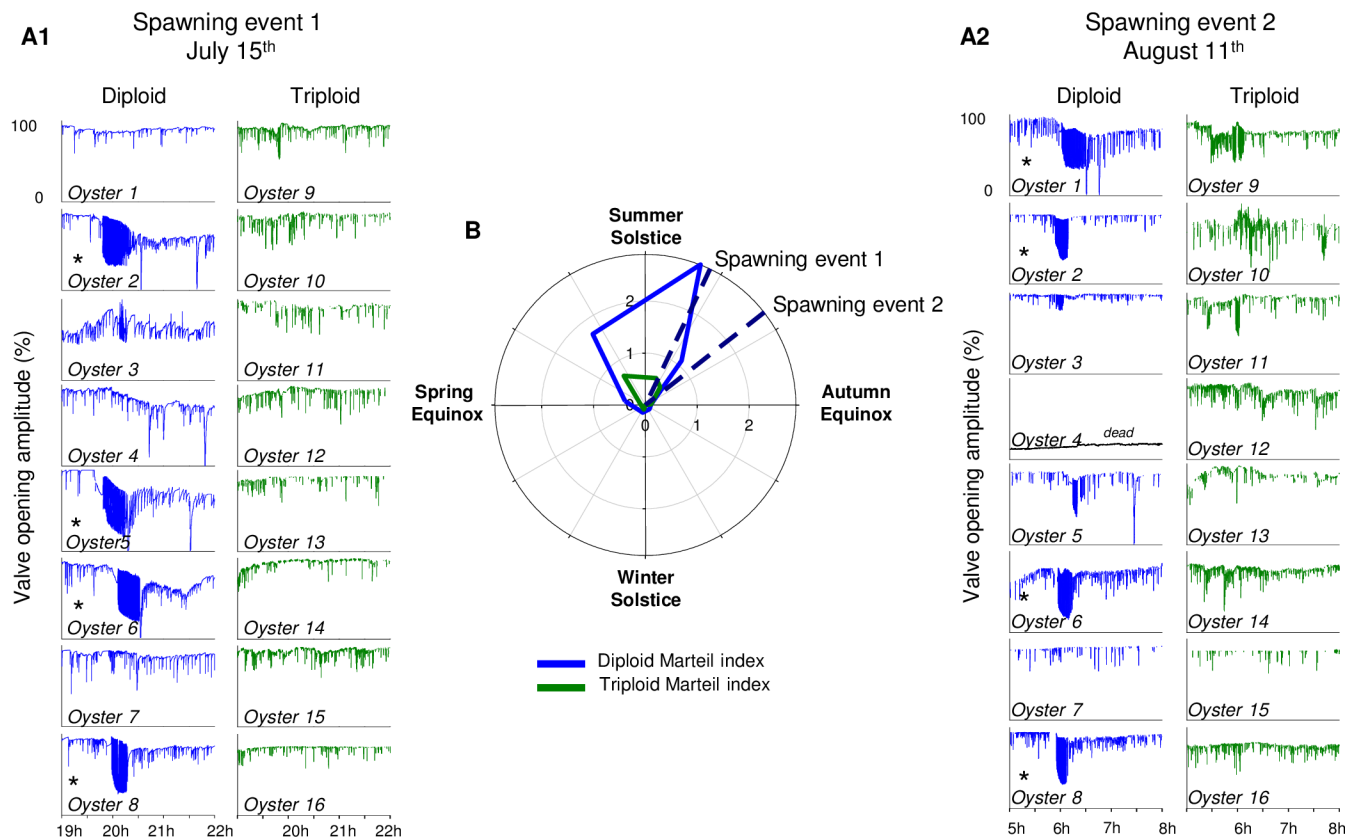 A1
Spawning event 1
July 15th
Diploid
Triploid
Valve opening amplitude (%)
100
0
Oyster 1
Oyster 9
*
Oyster 2
Oyster 10
Oyster 3
Oyster 11
Oyster 4
Oyster 12
*
Oyster5
Oyster 13
*
Oyster 6
Oyster 14
Oyster 7
Oyster 15
*
Oyster 8
Oyster 16
19h 20h 21h 22h
20h 21h 22h
B
Summer
Solstice
Spawning event 1
Spawning event 2
2
1
0
Spring
Equinox
Autumn
Equinox
0 1 2
Winter
Solstice
Diploid Marteil index
Triploid Marteil index
A2
Spawning event 2
August 11th
Diploid
Triploid
Valve opening amplitude (%)
100
0
*
Oyster 1
Oyster 9
*
Oyster 2
Oyster 10
Oyster 3
Oyster 11
Oyster 4
dead
Oyster 12
Oyster 5
Oyster 13
*
Oyster 6
Oyster 14
Oyster 7
Oyster 15
*
Oyster 8
Oyster 16
5h 6h 7h 8h
6h 7h 8h